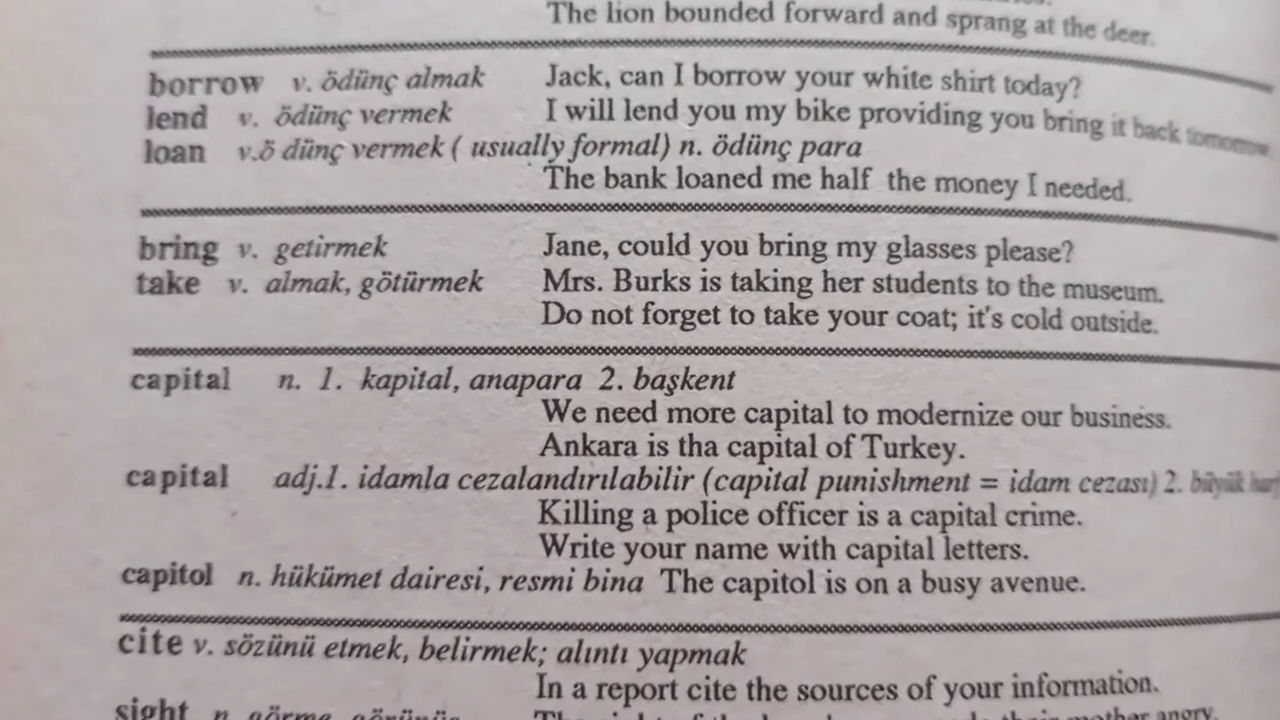 The lion bounded forward and sprang at the deer.
borrow v. ödünç almak Jack, can I borrow your white shirt today?
lend v. ödünç vermek I will lend you my bike providing you bring it back tomorrow
loan v.ö dünç vermek ( usually formal) n. ödünç para
The bank loaned me half the money I needed.
bring v. getirmek Jane, could you bring my glasses please?
take v. almak, götürmek Mrs. Burks is taking her students to the museum.
Do not forget to take your coat; it's cold outside.
capital n. 1. kapital, anapara 2. başkent
We need more capital to modernize our business.
Ankara is tha capital of Turkey.
capital adj.1. idamla cezalandırılabilir (capital punishment = idam cezası) 2. büyük
Killing a police officer is a capital crime.
Write your name with capital letters.
capitol n. hükümet dairesi, resmi bina The capitol is on a busy avenue.
cite v. sözünü etmek, belirmek; alıntı yapmak
In a report cite the sources of your information.
sight n. görme
mother angry.